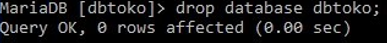 MariaDB [dbtoko]> drop database dbtoko;
Query OK, 0 rows affected (0.00 sec)